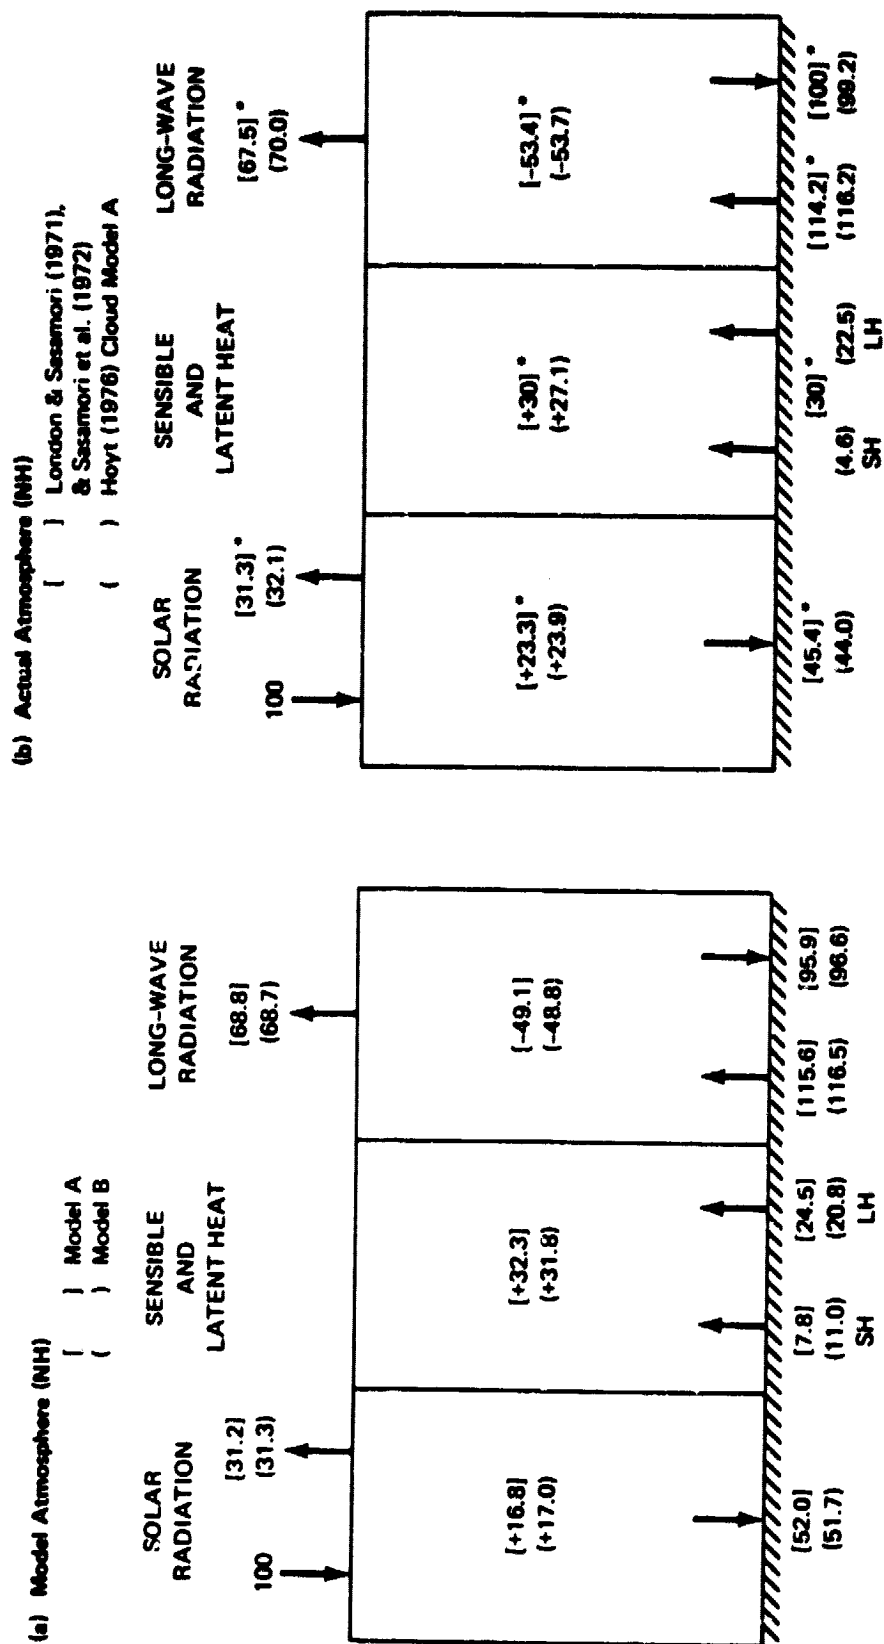 (a) Model Atmosphere (NH)
[ ] Model A
( ) Model B
SOLAR
RADIATION
SENSIBLE
AND
LATENT HEAT
LONG-WAVE
RADIATION
100
[31.2]
(31.3)
[68.8]
(68.7)
[+16.8]
(+17.0)
[+32.3]
(+31.8)
[-49.1]
(-48.8)
[52.0]
(51.7)
[7.8]
(11.0)
SH
[24.5]
(20.8)
LH
[115.6]
(116.5)
[95.9]
(96.6)
(b) Actual Atmosphere (NH)
[ ] London & Sasamori (1971),
& Sasamori et al. (1972)
( ) Hoyt (1976) Cloud Model A
SOLAR
RADIATION
SENSIBLE
AND
LATENT HEAT
LONG-WAVE
RADIATION
100
[31.3]*
(32.1)
[67.5]*
(70.0)
[+23.3]*
(+23.9)
[+30]*
(+27.1)
[-53.4]*
(-53.7)
[45.4]*
(44.0)
[30]*
(4.6)
SH
(22.5)
LH
[114.2]*
(116.2)
[100]*
(99.2)